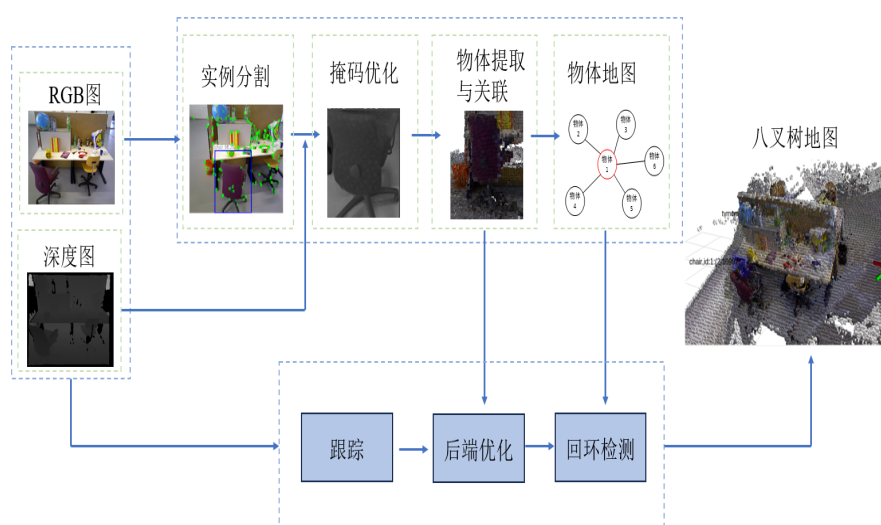 RGB图
深度图
实例分割
掩码优化
物体提取
与关联
物体地图
物体
2
物体
3
物体
1
物体
6
物体
4
物体
5
八叉树地图
跟踪
后端优化
回环检测